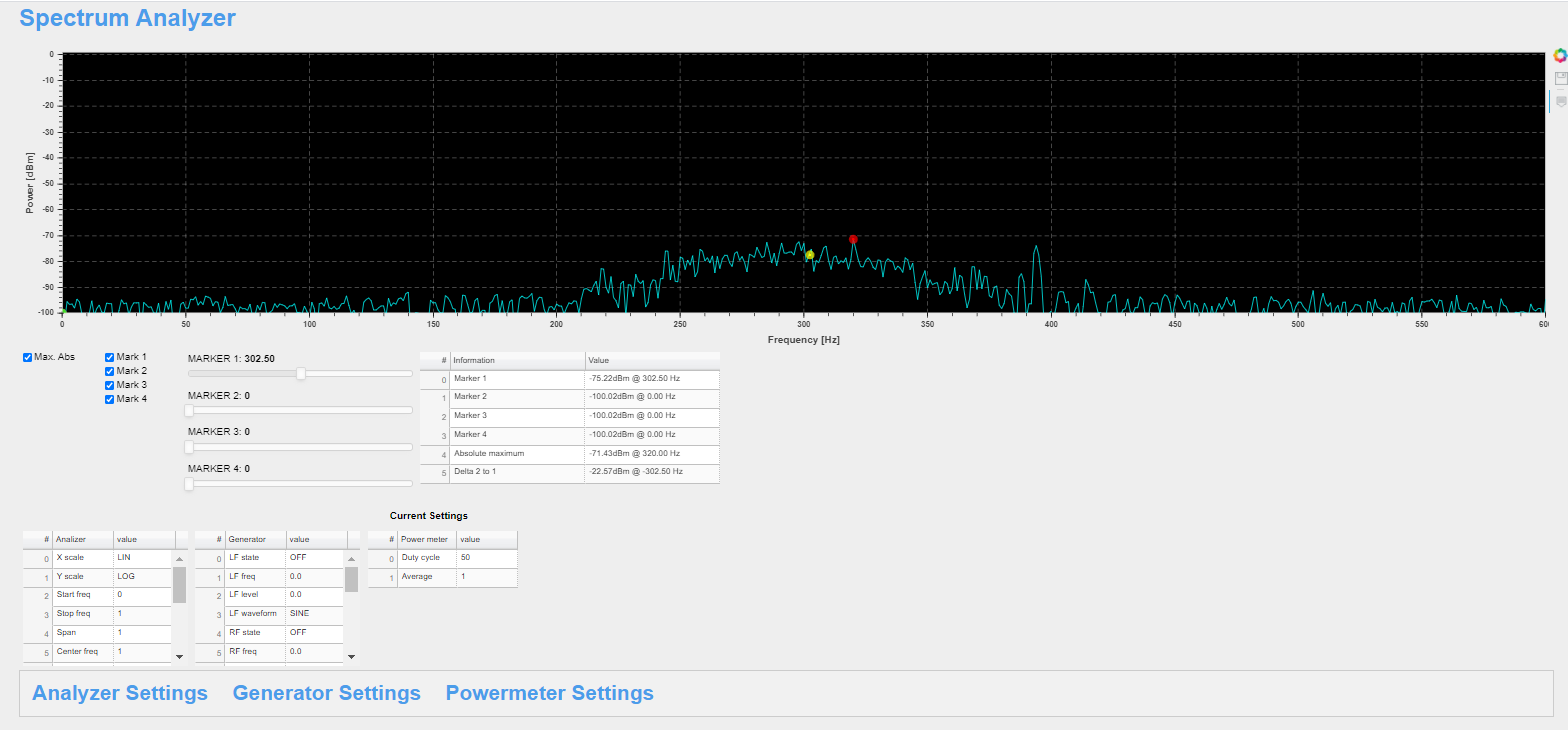 Spectrum Analyzer
0
-10
-20
-30
-40
-50
-60
-70
-80
-90
-100
Power [dBm]
0 50 100 150 200 250 300 350 400 450 500 550 60
Frequency [Hz]
Max. Abs
Mark 1
Mark 2
Mark 3
Mark 4
MARKER 1: 302.50
MARKER 2: 0
MARKER 3: 0
MARKER 4: 0
# Information Value
0 Marker 1 -75.22dBm @ 302.50 Hz
1 Marker 2 -100.02dBm @ 0.00 Hz
2 Marker 3 -100.02dBm @ 0.00 Hz
3 Marker 4 -100.02dBm @ 0.00 Hz
4 Absolute maximum -71.43dBm @ 320.00 Hz
5 Delta 2 to 1 -22.57dBm @ -302.50 Hz
Current Settings
# Analizer value
0 X scale LIN
1 Y scale LOG
2 Start freq 0
3 Stop freq 1
4 Span 1
5 Center freq 1
# Generator value
0 LF state OFF
1 LF freq 0.0
2 LF level 0.0
3 LF waveform SINE
4 RF state OFF
5 RF freq 0.0
# Power meter value
0 Duty cycle 50
1 Average 1
Analyzer Settings Generator Settings Powermeter Settings